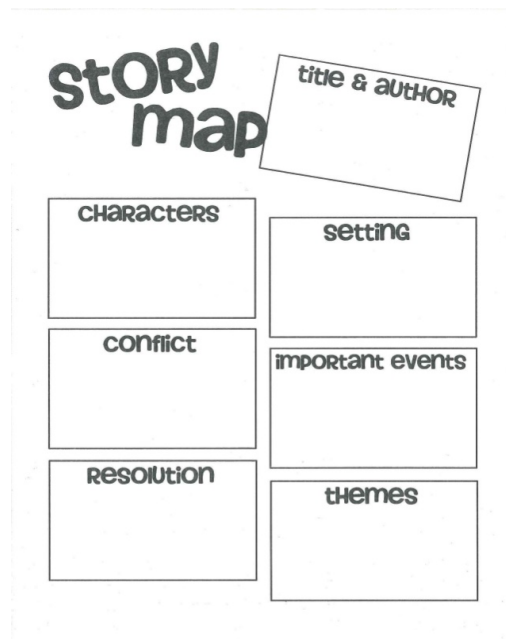 story
map
title & author
characters
setting
conflict
important events
resolution
themes